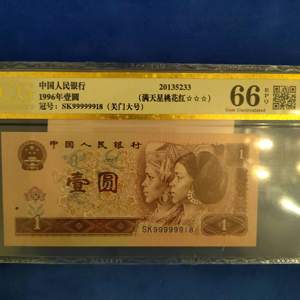 中国人民银行
1996年壹圆
冠号：SK99999918（关门大号）
20135233
（满天星桃花红☆☆☆）
66 EPQ
Gem Uncirculated
中国人民银行
壹圆
1
1
SK99999918